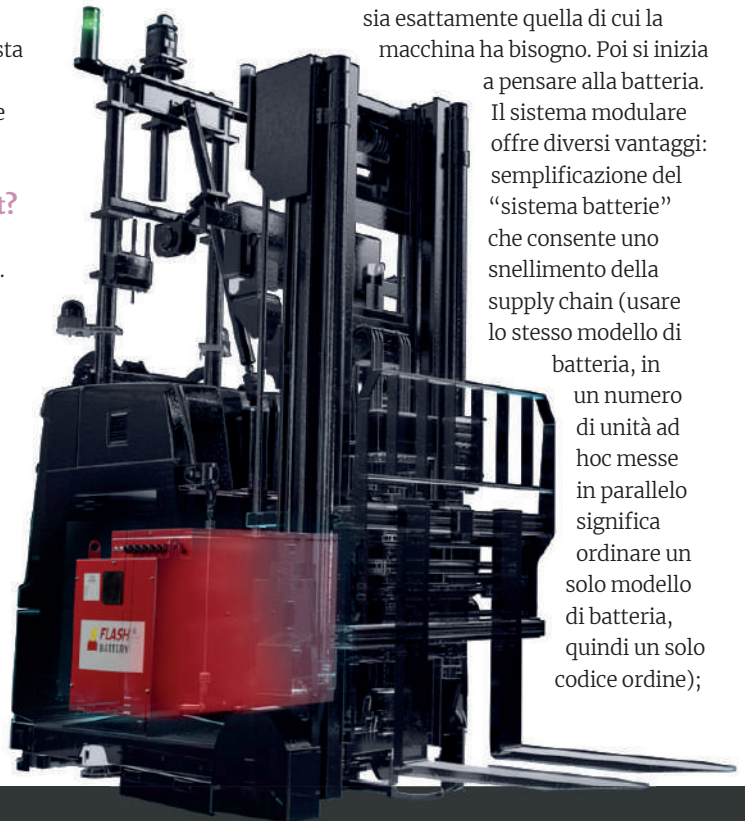 sta
e
t?
.
sia esattamente quella di cui la
macchina ha bisogno. Poi si inizia
a pensare alla batteria.
Il sistema modulare
offre diversi vantaggi:
semplificazione del
“sistema batterie”
che consente uno
snellimento della
supply chain (usare
lo stesso modello di
batteria, in
un numero
di unità ad
hoc messe
in parallelo
significa
ordinare un
solo modello
di batteria,
quindi un solo
codice ordine);
FLASH
BATTERY